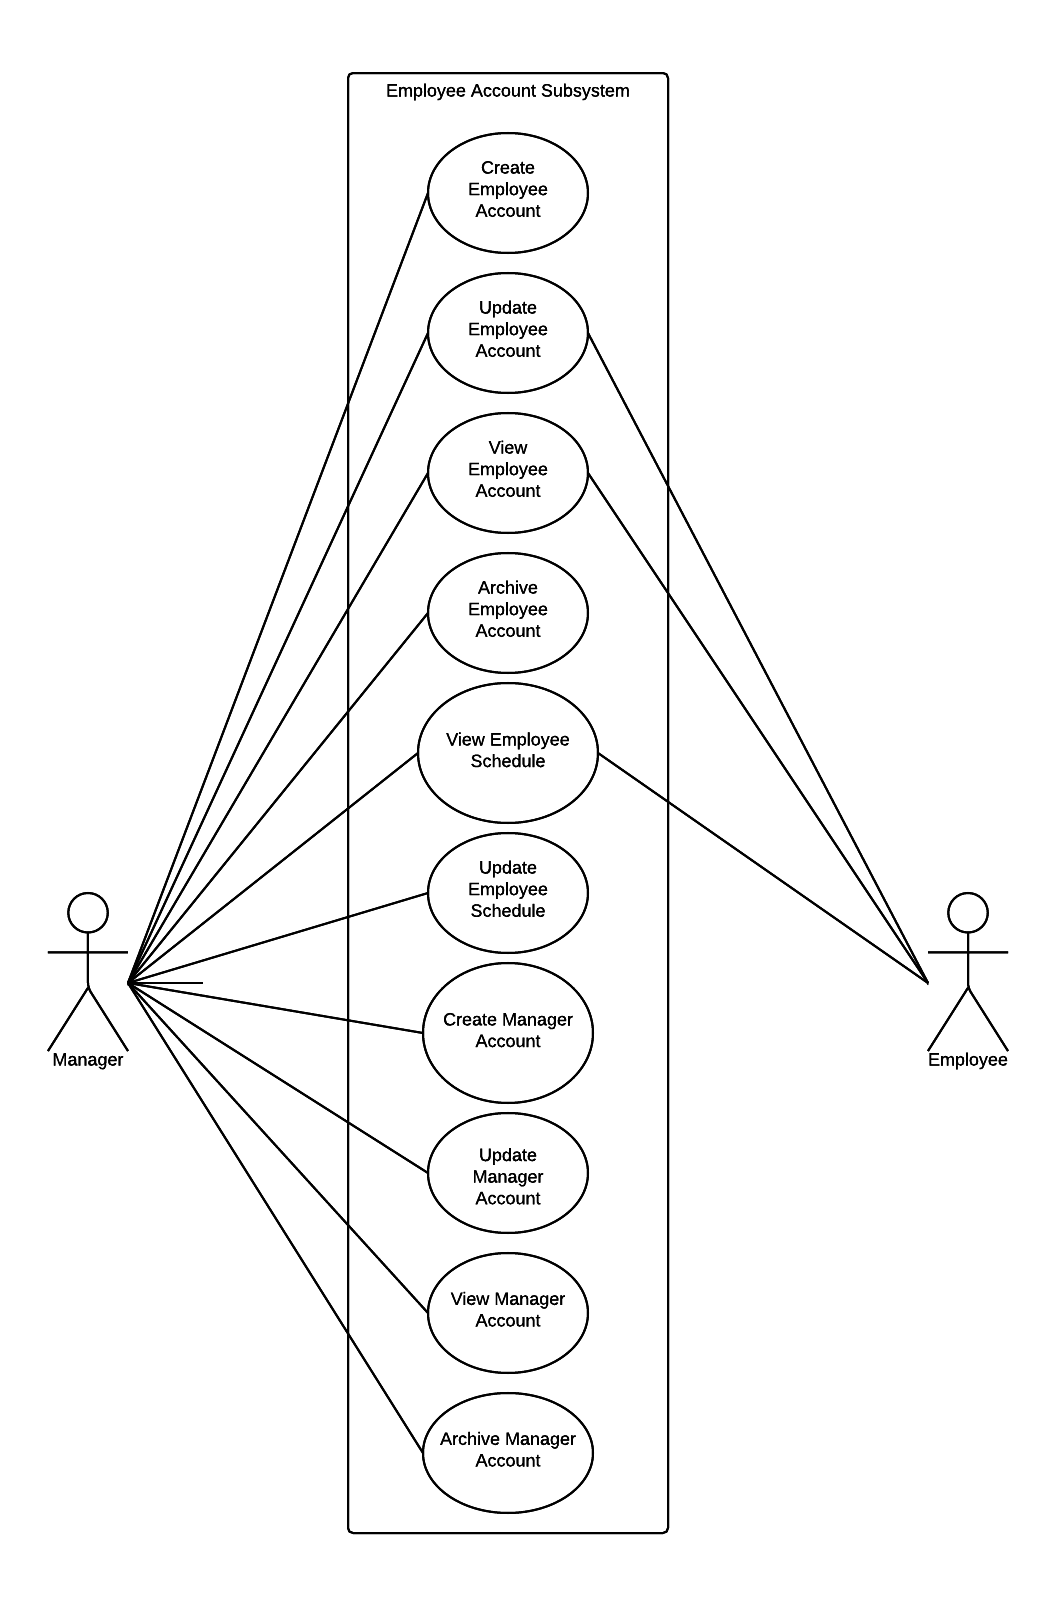 Employee Account Subsystem
Create
Employee
Account
Update
Employee
Account
View
Employee
Account
Archive
Employee
Account
View Employee
Schedule
Update
Employee
Schedule
Manager
Employee
Create Manager
Account
Update
Manager
Account
View Manager
Account
Archive Manager
Account